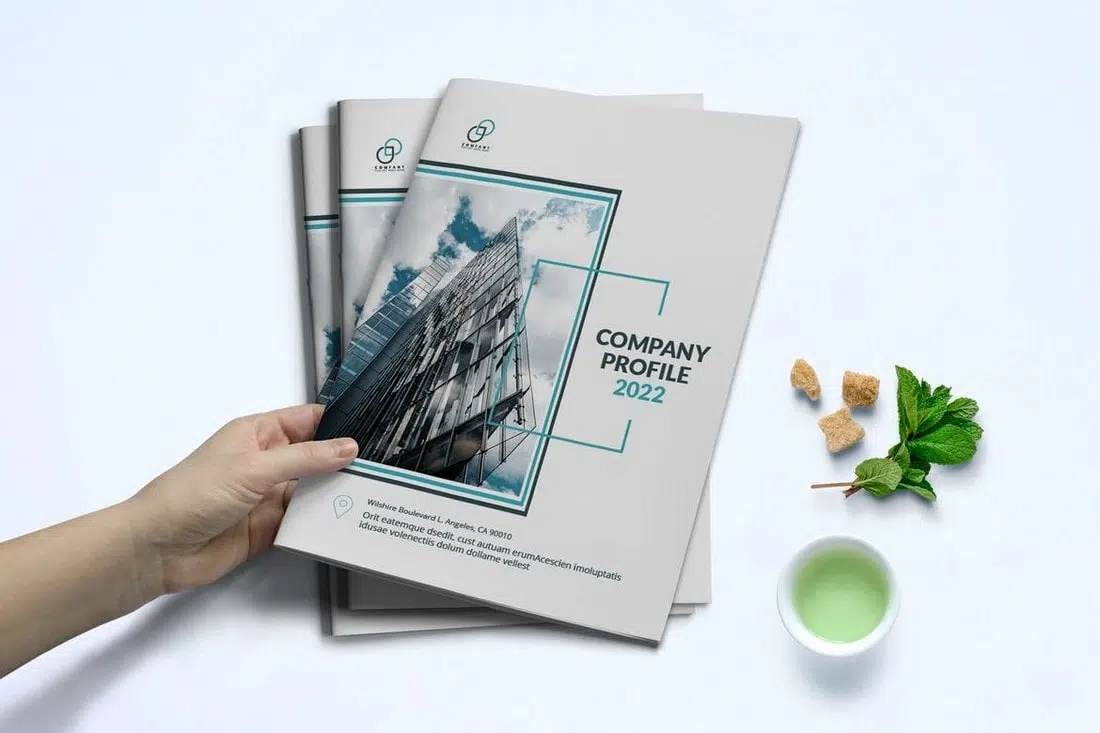 COMPANY
COMPANY
COMPANY
PROFILE
2022
Wilshire Boulevard L. Angeles, CA 90010
Orit eatemque dsedit, cust autuam erumAcescien imoluptatis
idusae volenectiis dolum dollame vellest